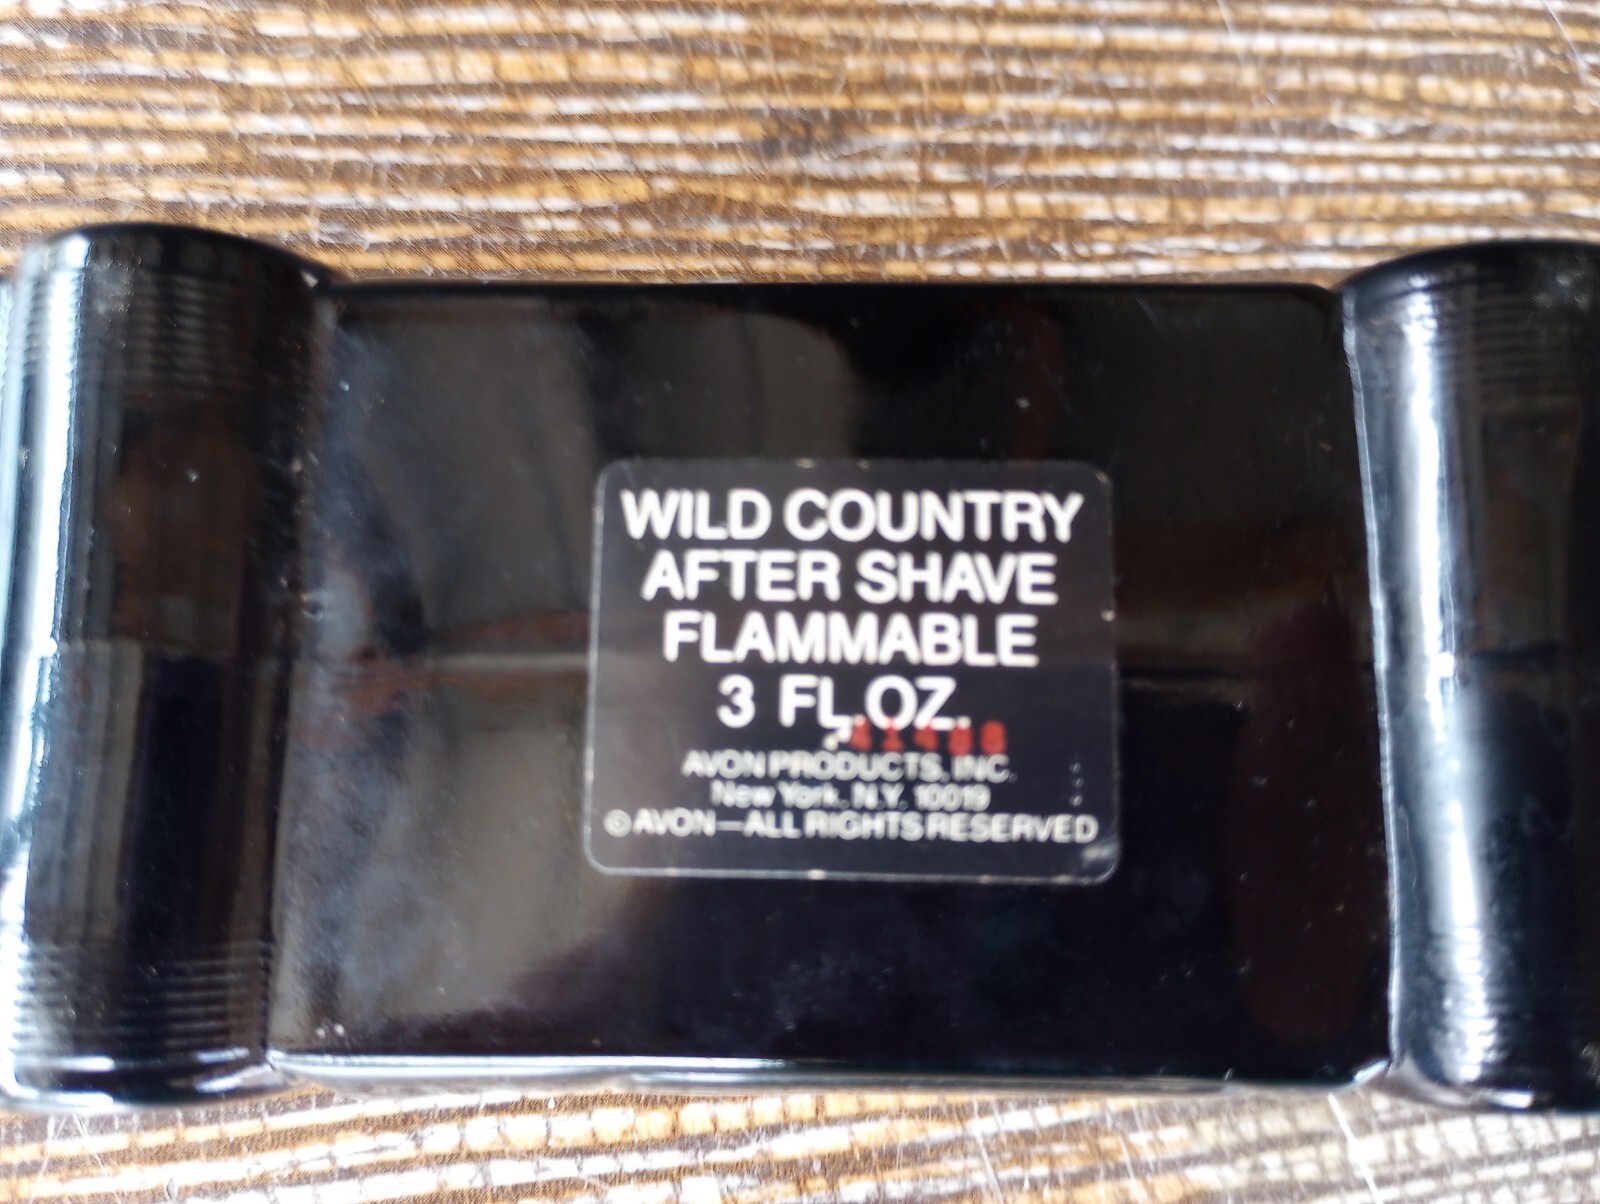 WILD COUNTRY
AFTER SHAVE
FLAMMABLE
3 FL.OZ.
AVON PRODUCTS, INC.
New York, N.Y. 10019
© AVON—ALL RIGHTS RESERVED